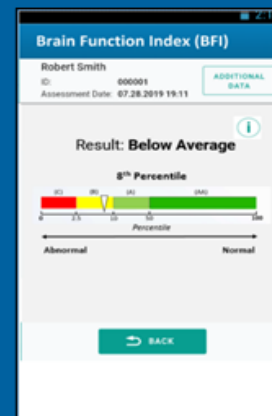 Brain Function Index (BFI)
Robert Smith
ID: 000001
Assessment Date: 07.28.2019 19:11
ADDITIONAL
DATA
i
Result: Below Average
8th Percentile
(C) (B) (A) (AA)
0 2.5 10 50 100
Percentile
Abnormal Normal
BACK